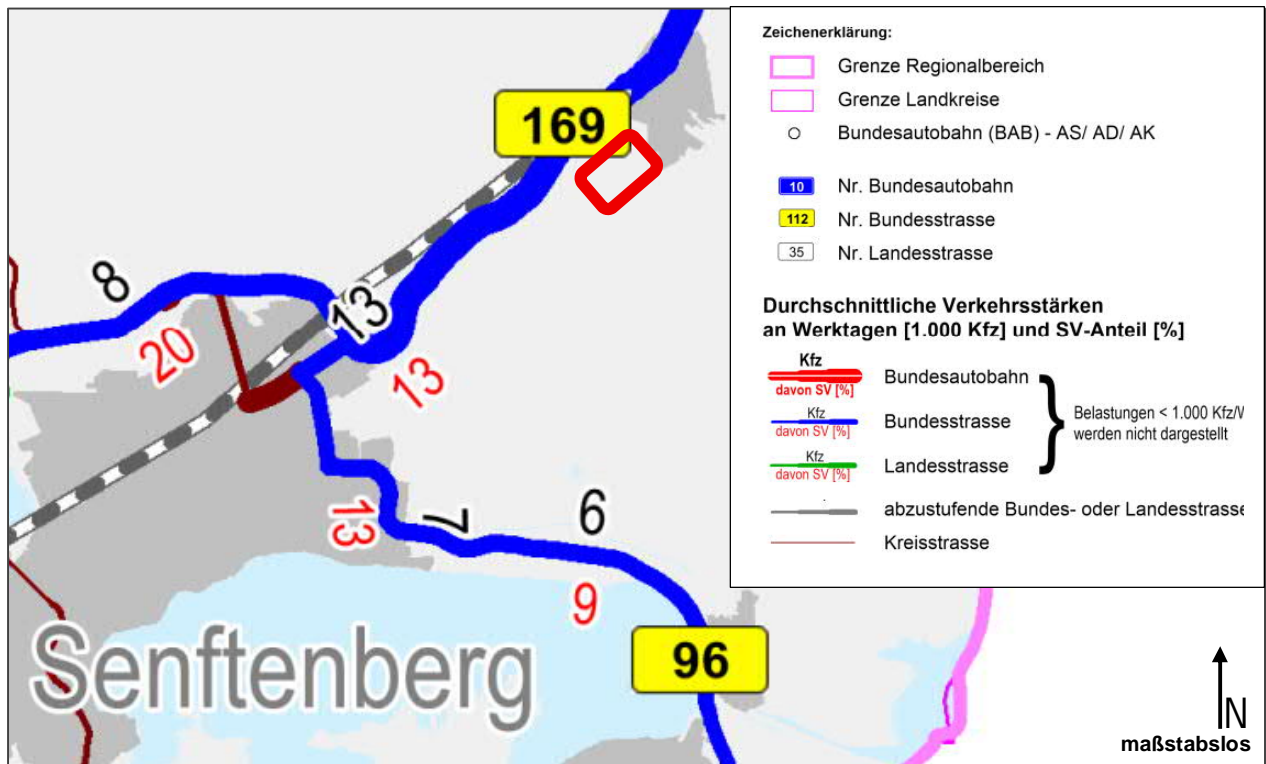 169
8
13
20
13
13
7
6
9
Senftenberg
96
Zeichenerklärung:
Grenze Regionalbereich
Grenze Landkreise
Bundesautobahn (BAB) - AS/ AD/ AK
10 Nr. Bundesautobahn
112 Nr. Bundesstrasse
35 Nr. Landesstrasse
Durchschnittliche Verkehrsstärken
an Werktagen [1.000 Kfz] und SV-Anteil [%]
Kfz
davon SV [%]
Bundesautobahn
Kfz
davon SV [%]
Bundesstrasse
Kfz
davon SV [%]
Landesstrasse
Belastungen < 1.000 Kfz/
werden nicht dargestellt
abzustufende Bundes- oder Landesstrasse
Kreisstrasse
N
maßstabslos